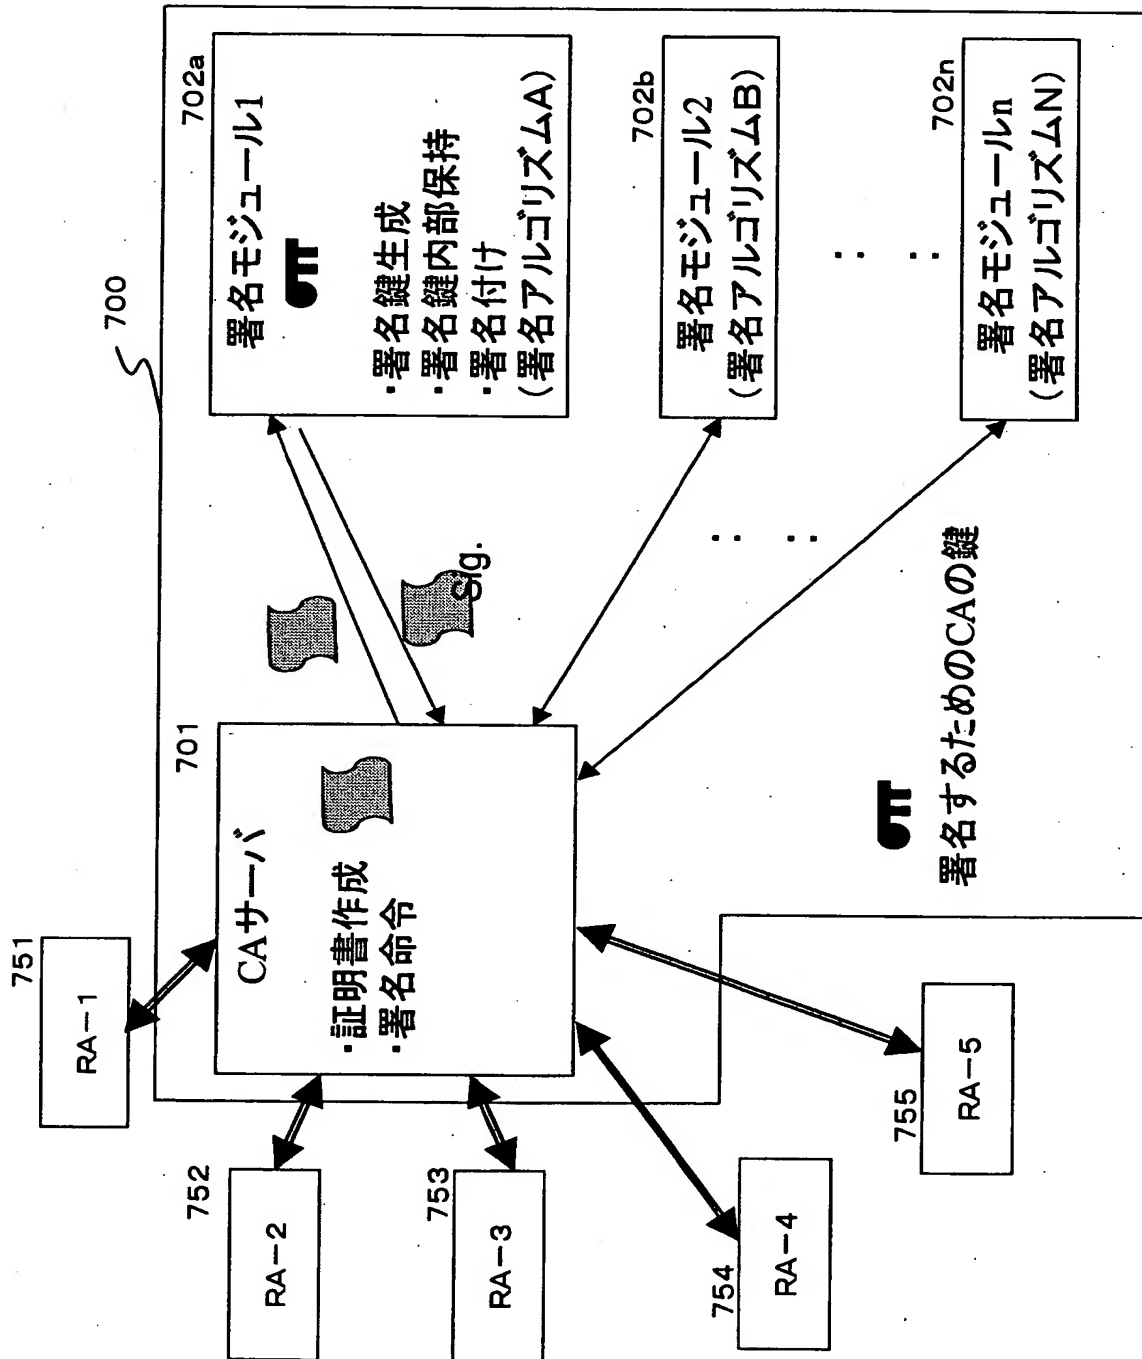 700
751
RA-1
752
RA-2
753
RA-3
754
RA-4
755
RA-5
701
CAサーバ
・証明書作成
・署名命令
Sig.
702a
署名モジュール1
・署名鍵生成
・署名鍵内部保持
・署名付け
(署名アルゴリズムA)
702b
署名モジュール2
(署名アルゴリズムB)
702n
署名モジュールn
(署名アルゴリズムN)
署名するためのCAの鍵